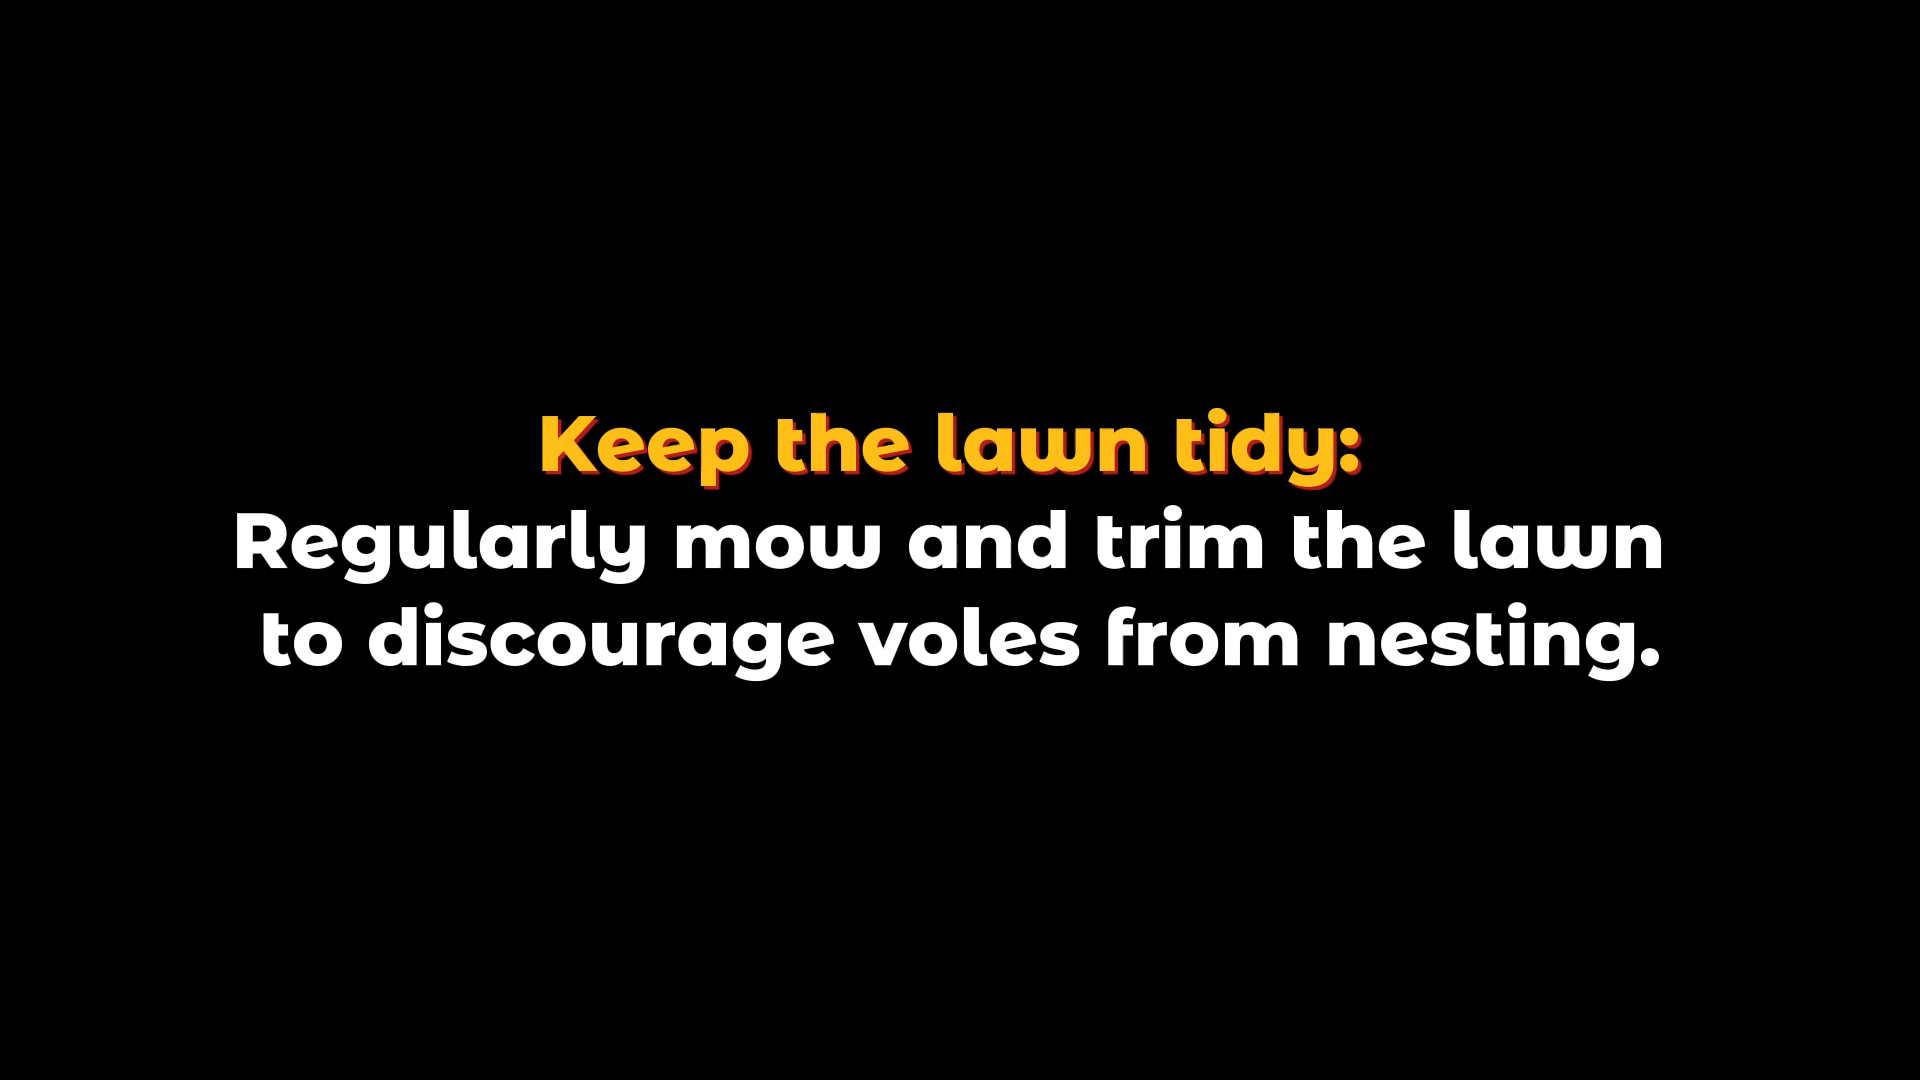 Keep the lawn tidy:
Regularly mow and trim the lawn
to discourage voles from nesting.